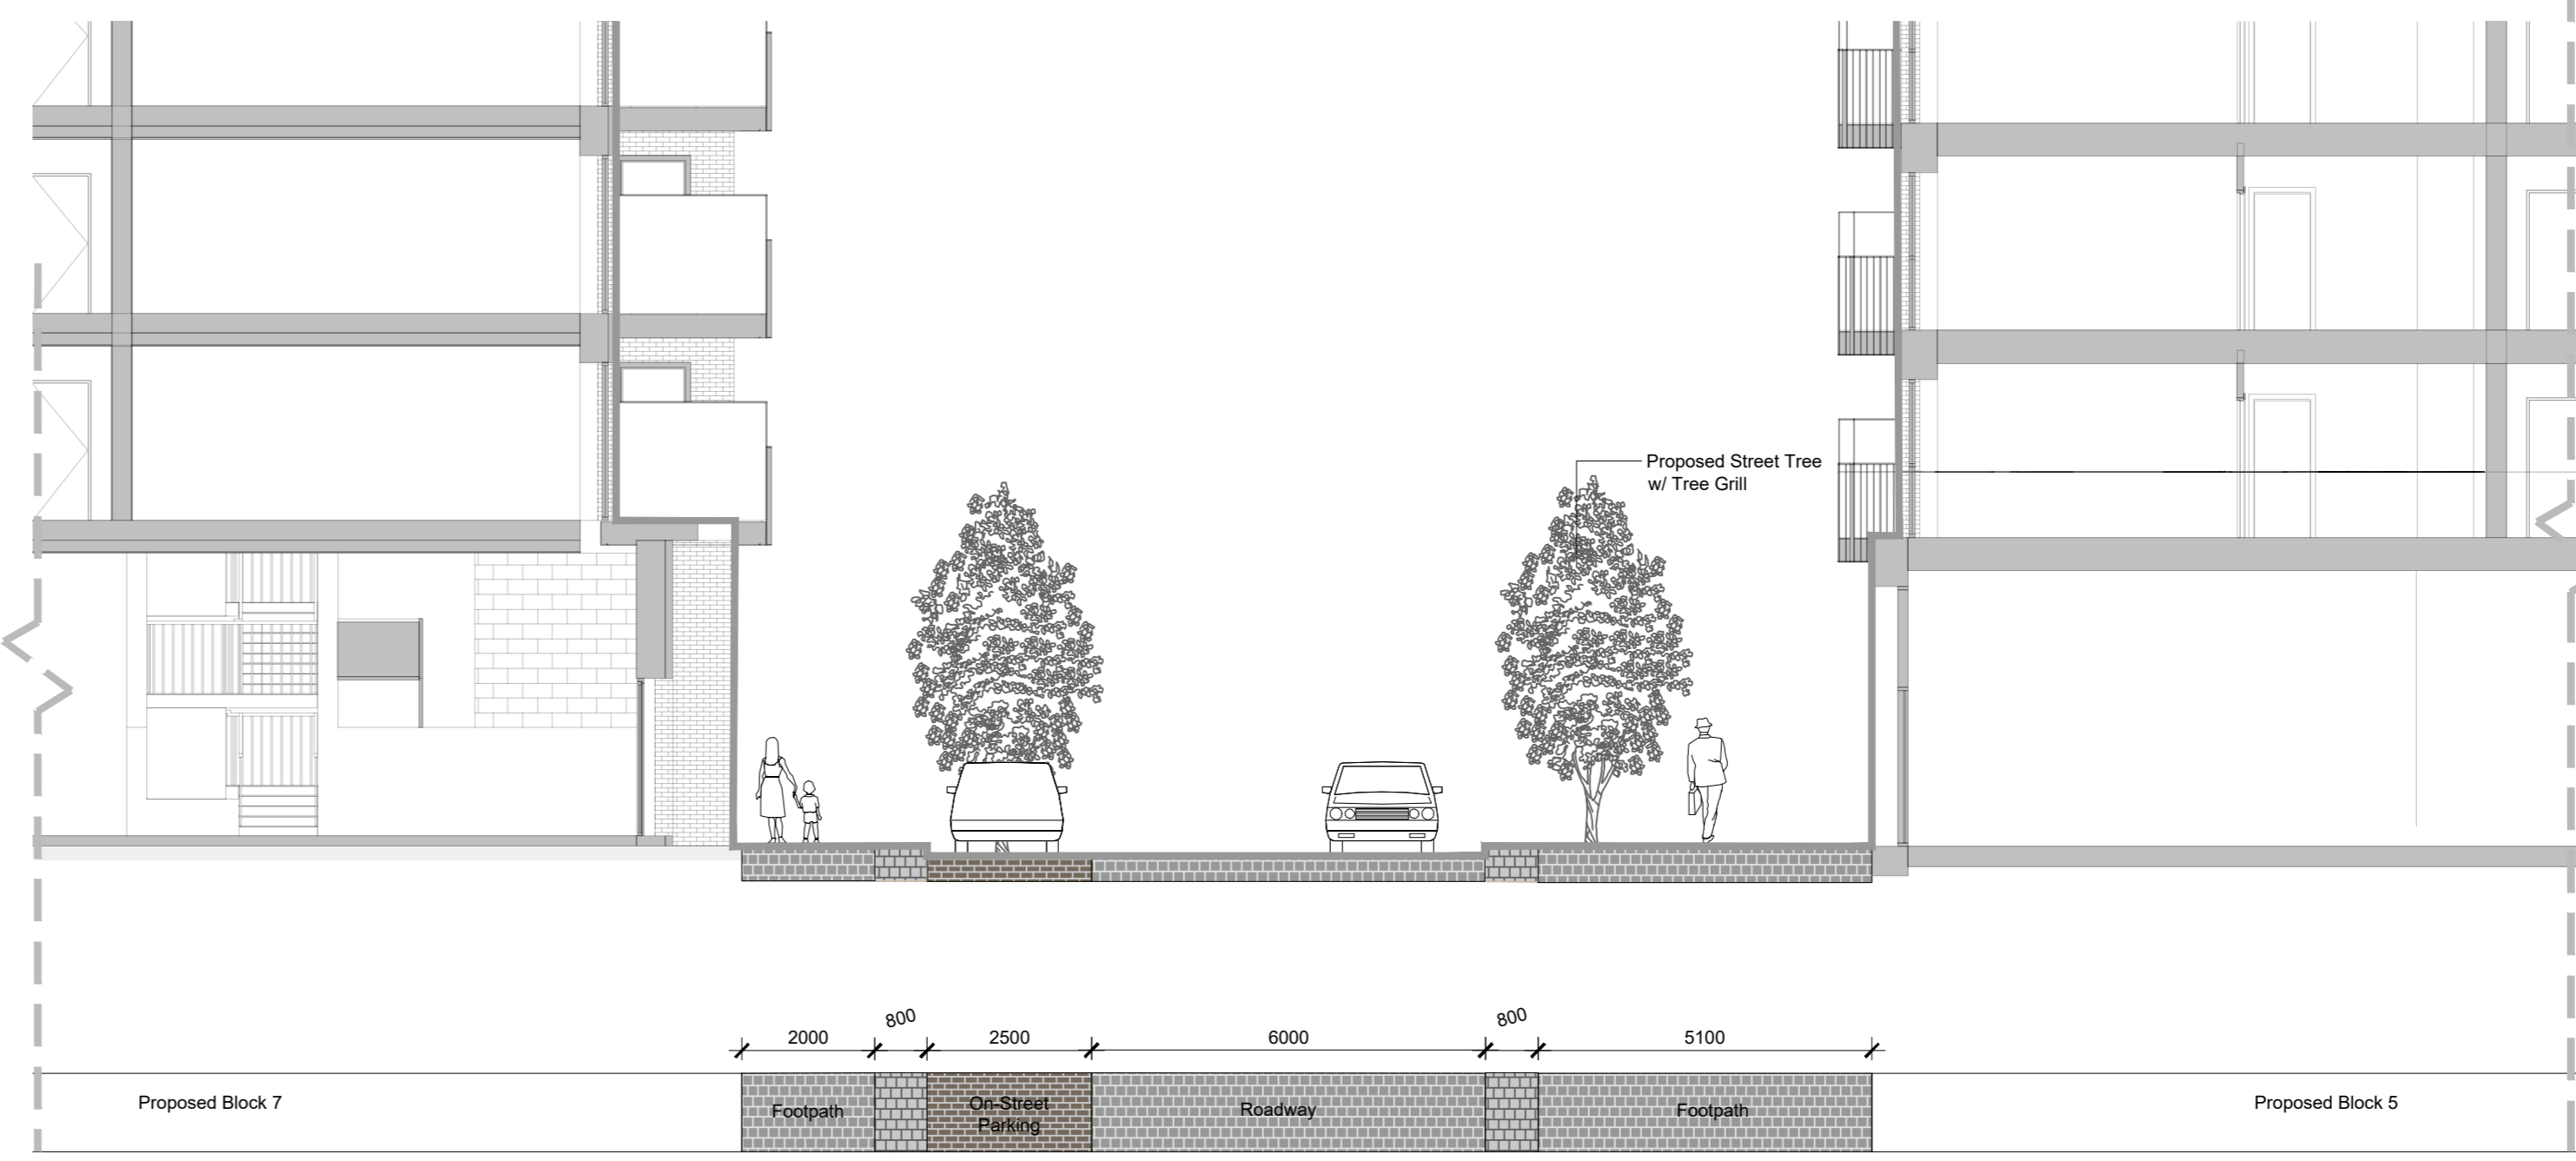 Proposed Street Tree
w/ Tree Grill
2000
800
2500
6000
800
5100
Proposed Block 7
Footpath
On-Street
Parking
Roadway
Footpath
Proposed Block 5